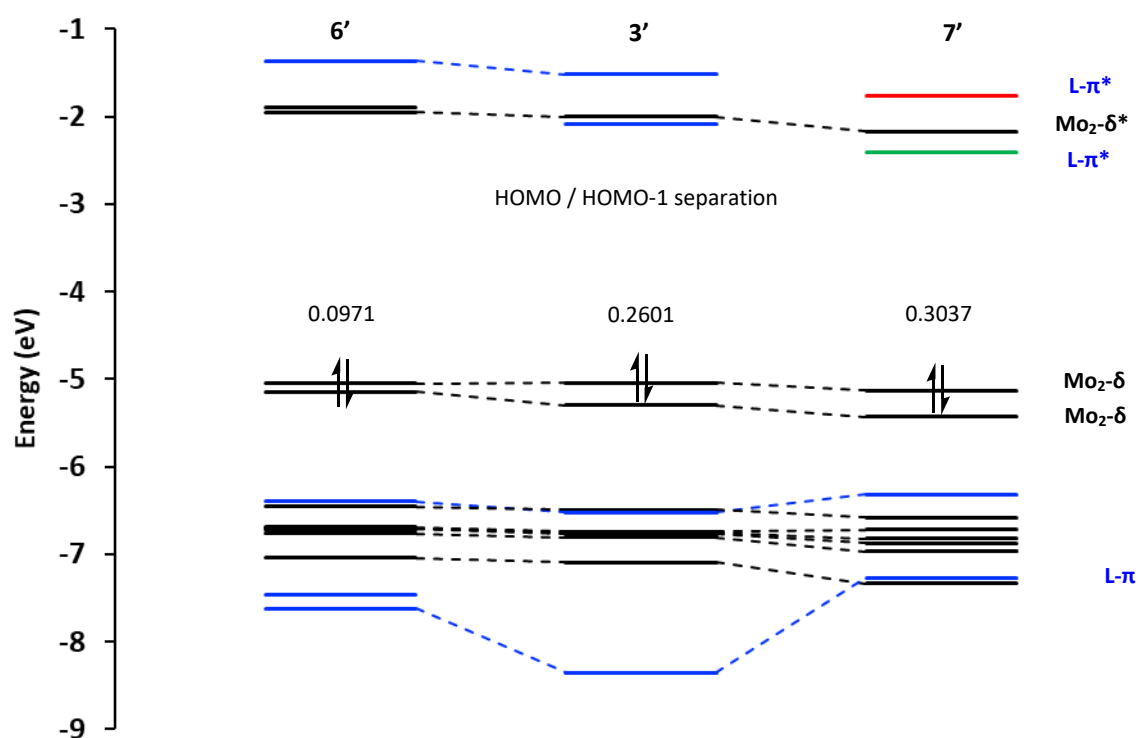 6’ 3’ 7’
-1
L-π*
-2
Mo₂-δ*
L-π*
-3
HOMO / HOMO-1 separation
-4
0.0971 0.2601 0.3037
Energy (eV)
-5
Mo₂-δ
Mo₂-δ
-6
-7
L-π
-8
-9